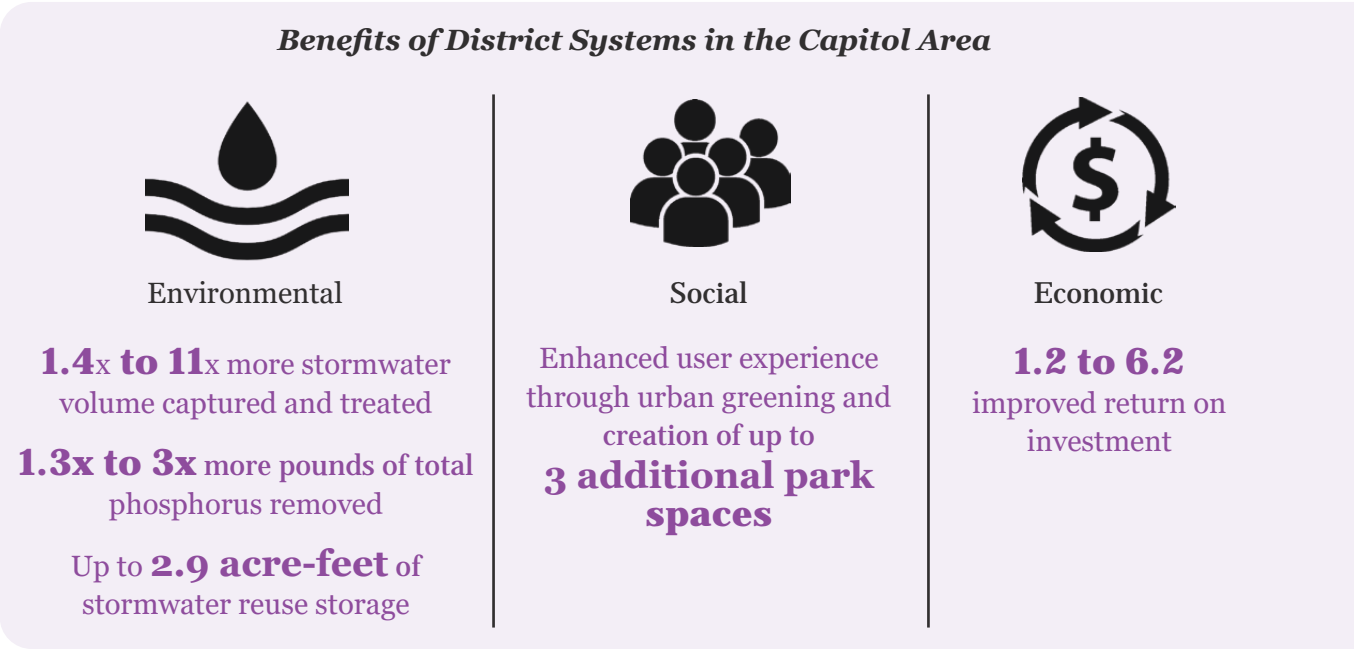 Benefits of District Systems in the Capitol Area
Environmental
1.4x to 11x more stormwater
volume captured and treated
1.3x to 3x more pounds of total
phosphorus removed
Up to 2.9 acre-feet of
stormwater reuse storage
Social
Enhanced user experience
through urban greening and
creation of up to
3 additional park
spaces
$
Economic
1.2 to 6.2
improved return on
investment